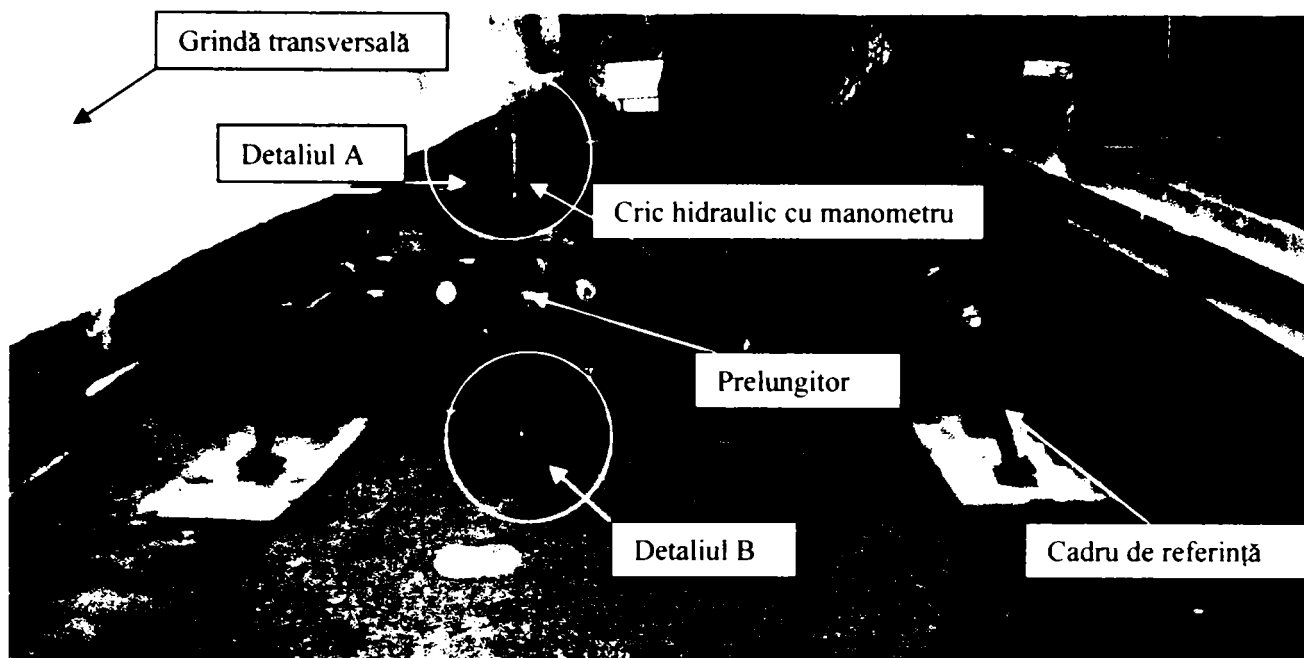 Grindă transversală
Detaliul A
Cric hidraulic cu manometru
Prelungitor
Detaliul B
Cadru de referință